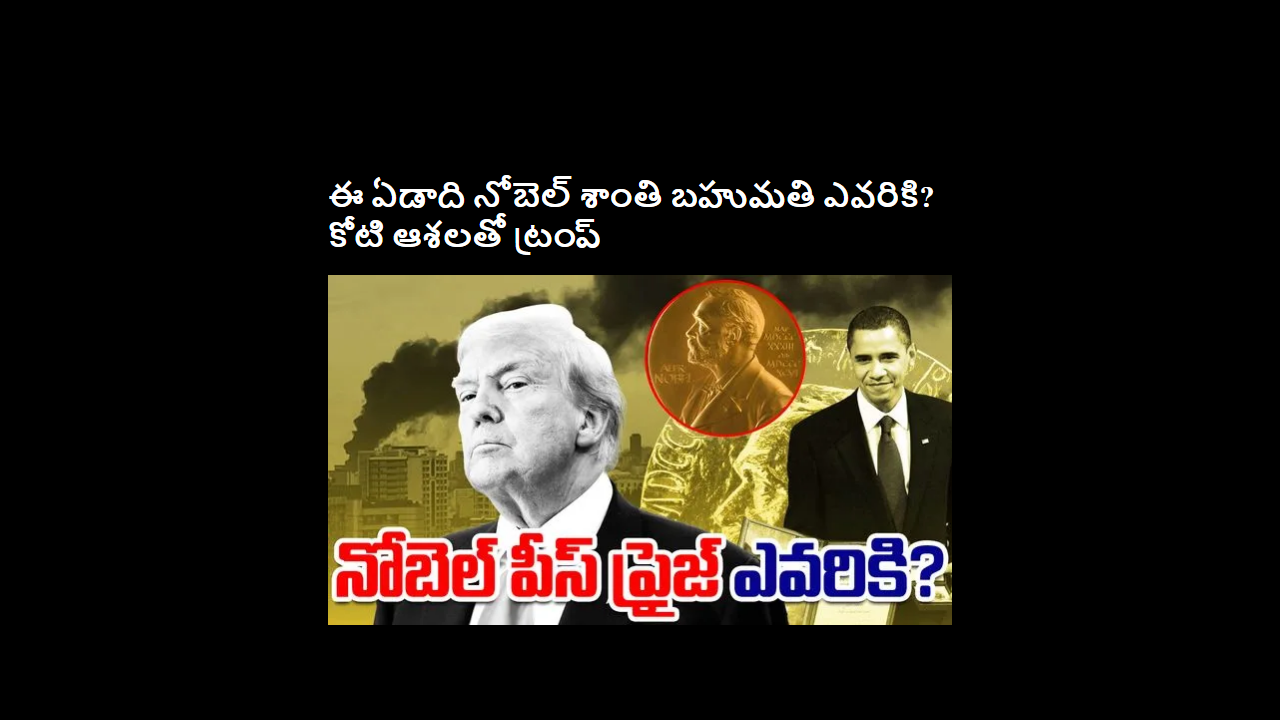 ఈ ఏడాది నోబెల్ శాంతి బహుమతి ఎవరికి?
కోటి ఆశలతో ట్రంప్
నోబెల్ పీస్ ఫ్రైజ్ ఎవరికి?